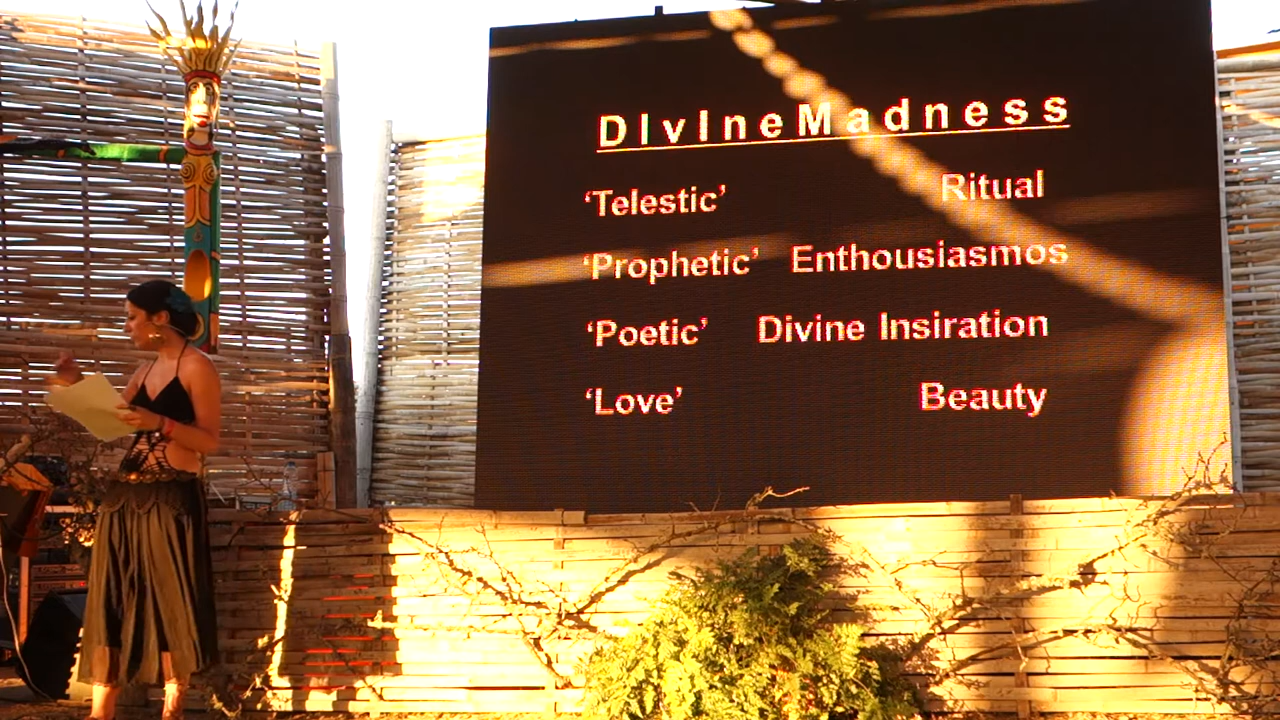 DIvIneMadness
‘Telestic’ Ritual
‘Prophetic’ Enthousiasmos
‘Poetic’ Divine Insiration
‘Love’ Beauty